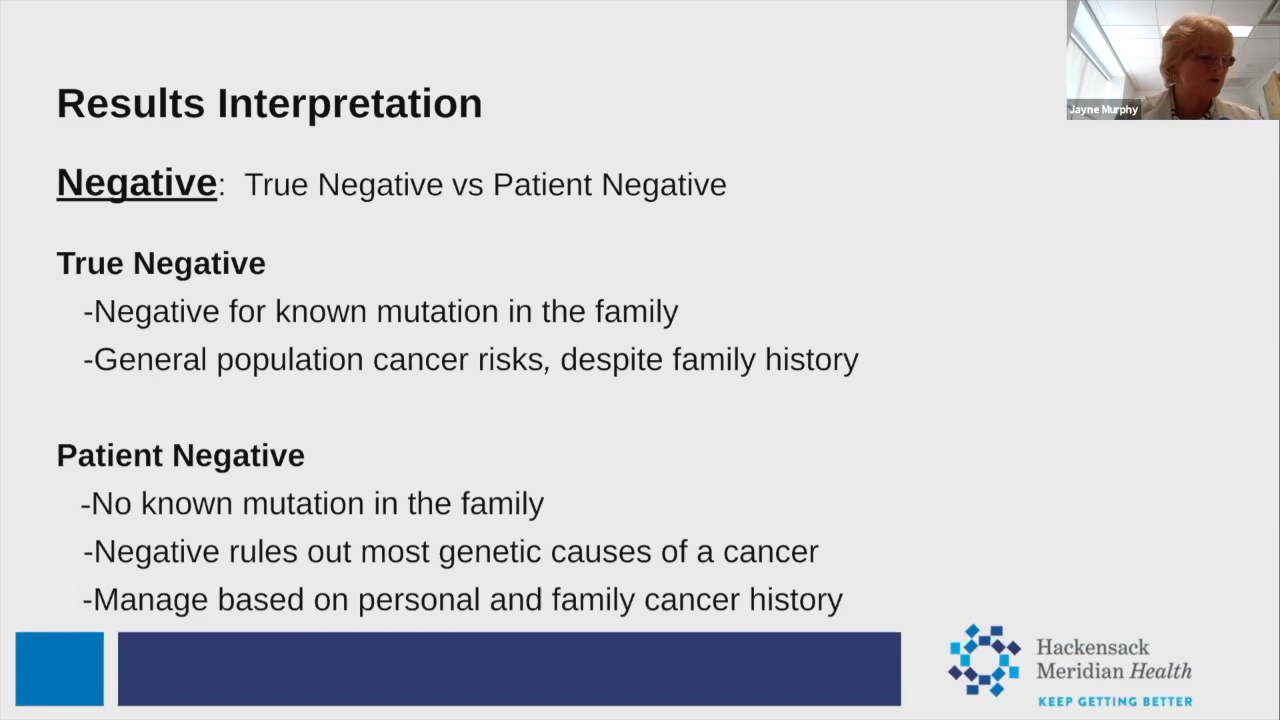 Jayne Murphy
Results Interpretation
Negative: True Negative vs Patient Negative
True Negative
-Negative for known mutation in the family
-General population cancer risks, despite family history
Patient Negative
-No known mutation in the family
-Negative rules out most genetic causes of a cancer
-Manage based on personal and family cancer history
Hackensack
Meridian Health
KEEP GETTING BETTER